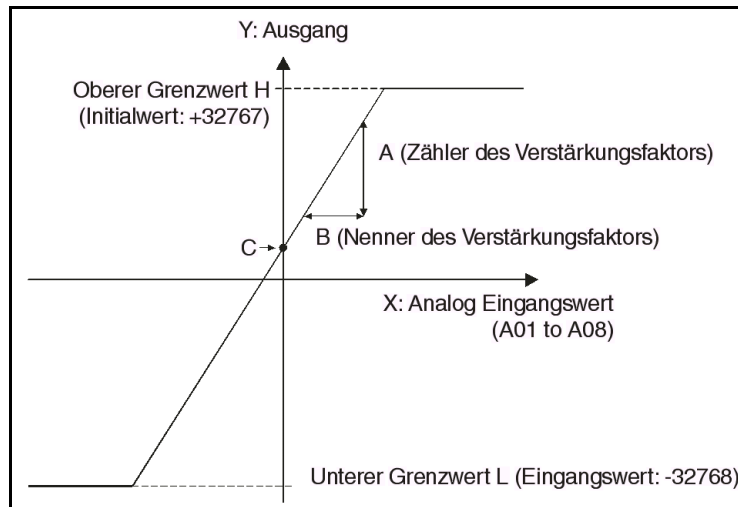 Y: Ausgang
Oberer Grenzwert H
(Initialwert: +32767)
A (Zähler des Verstärkungsfaktors)
B (Nenner des Verstärkungsfaktors)
C
X: Analog Eingangswert
(A01 to A08)
Unterer Grenzwert L (Eingangswert: -32768)